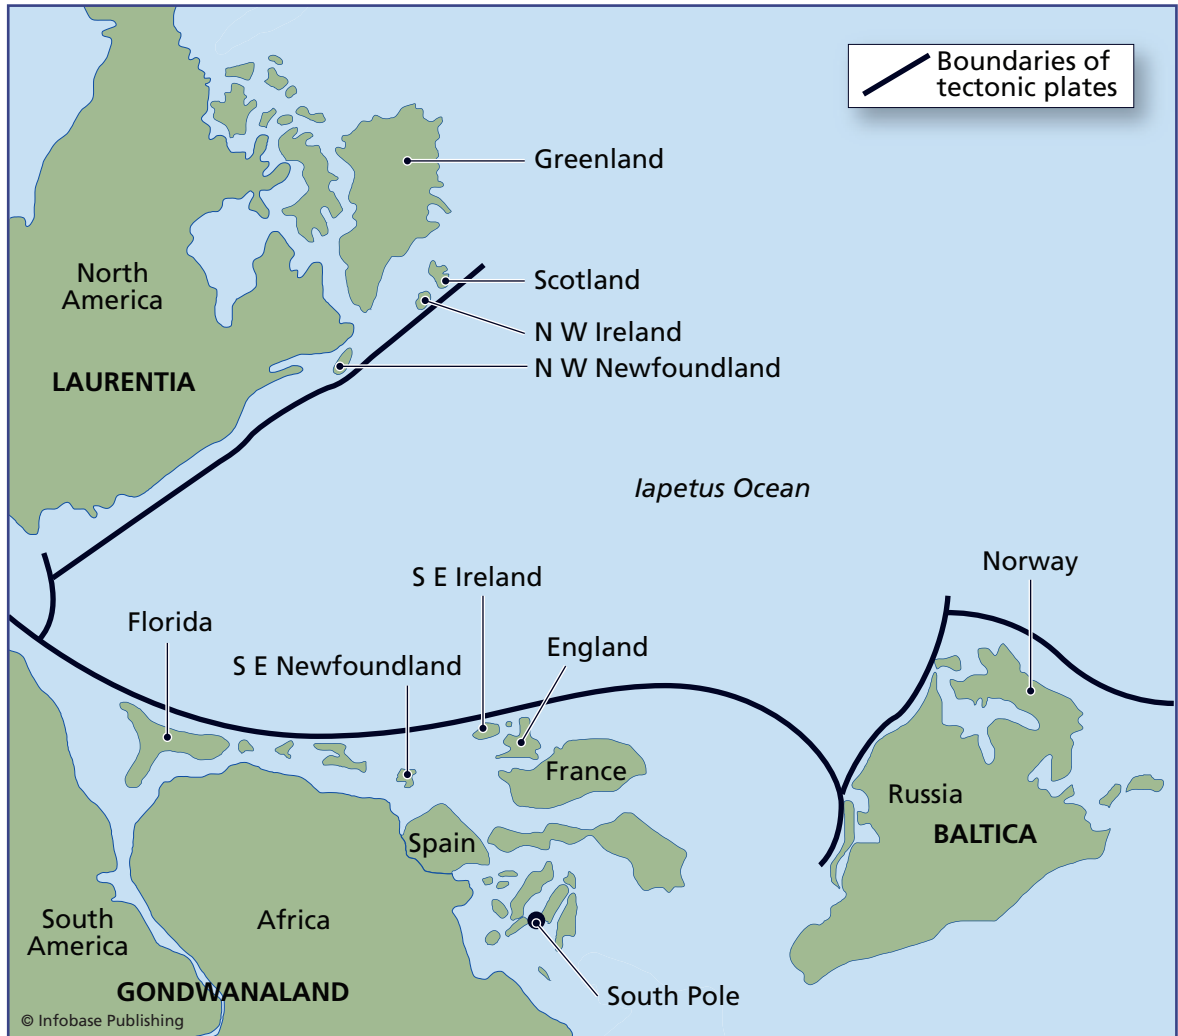 Boundaries of
tectonic plates
Greenland
North
America
Scotland
N W Ireland
N W Newfoundland
LAURENTIA
Iapetus Ocean
Norway
S E Ireland
Florida
England
S E Newfoundland
France
Russia
BALTICA
Spain
South
America
Africa
GONDWANALAND
South Pole
© Infobase Publishing